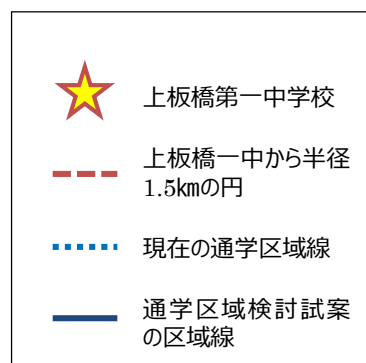 上板橋第一中学校
上板橋一中から半径
1.5㎞の円
現在の通学区域線
通学区域検討試案
の区域線